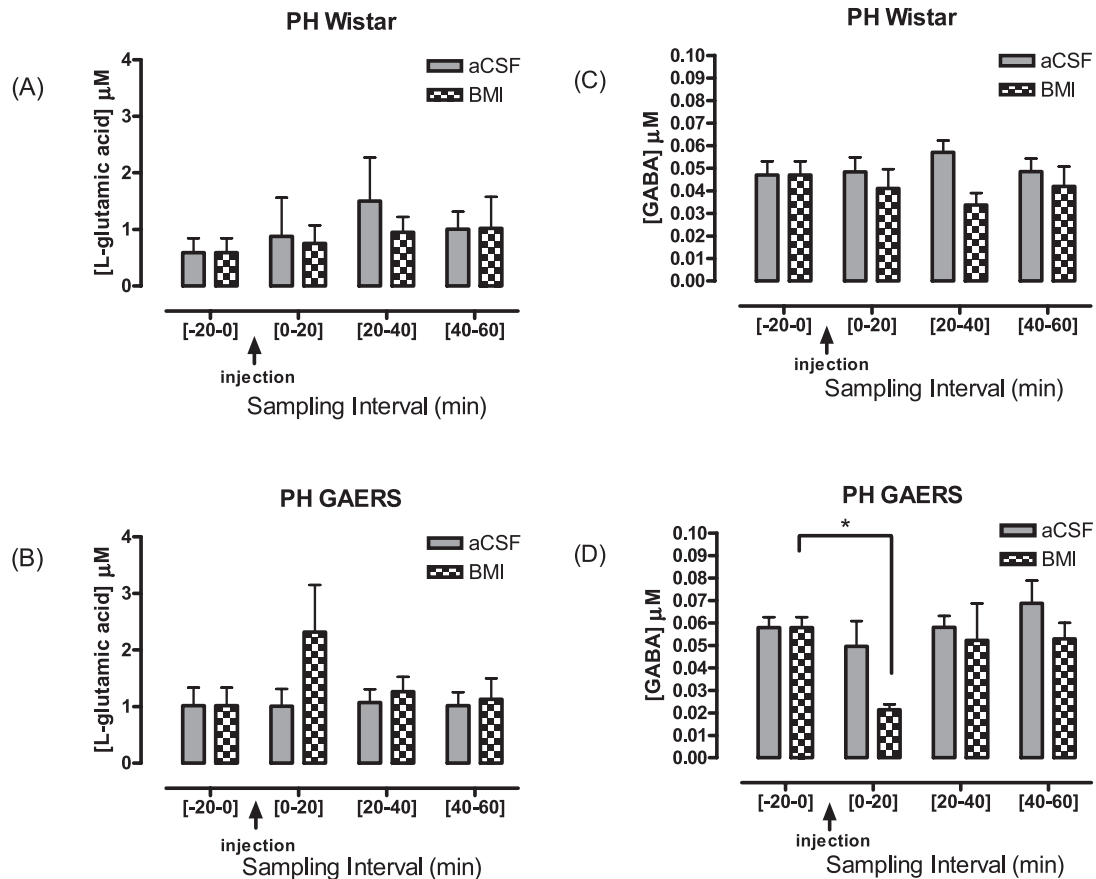 PH Wistar
(A)
[L-glutamic acid] μM
4
3
2
1
0
aCSF
BMI
[-20-0] [0-20] [20-40] [40-60]
injection
Sampling Interval (min)
PH Wistar
(C)
[GABA] μM
0.10
0.09
0.08
0.07
0.06
0.05
0.04
0.03
0.02
0.01
0.00
aCSF
BMI
[-20-0] [0-20] [20-40] [40-60]
injection
Sampling Interval (min)
PH GAERS
(B)
[L-glutamic acid] μM
4
3
2
1
0
aCSF
BMI
[-20-0] [0-20] [20-40] [40-60]
injection
Sampling Interval (min)
PH GAERS
(D)
[GABA] μM
0.10
0.09
0.08
0.07
0.06
0.05
0.04
0.03
0.02
0.01
0.00
*
aCSF
BMI
[-20-0] [0-20] [20-40] [40-60]
injection
Sampling Interval (min)